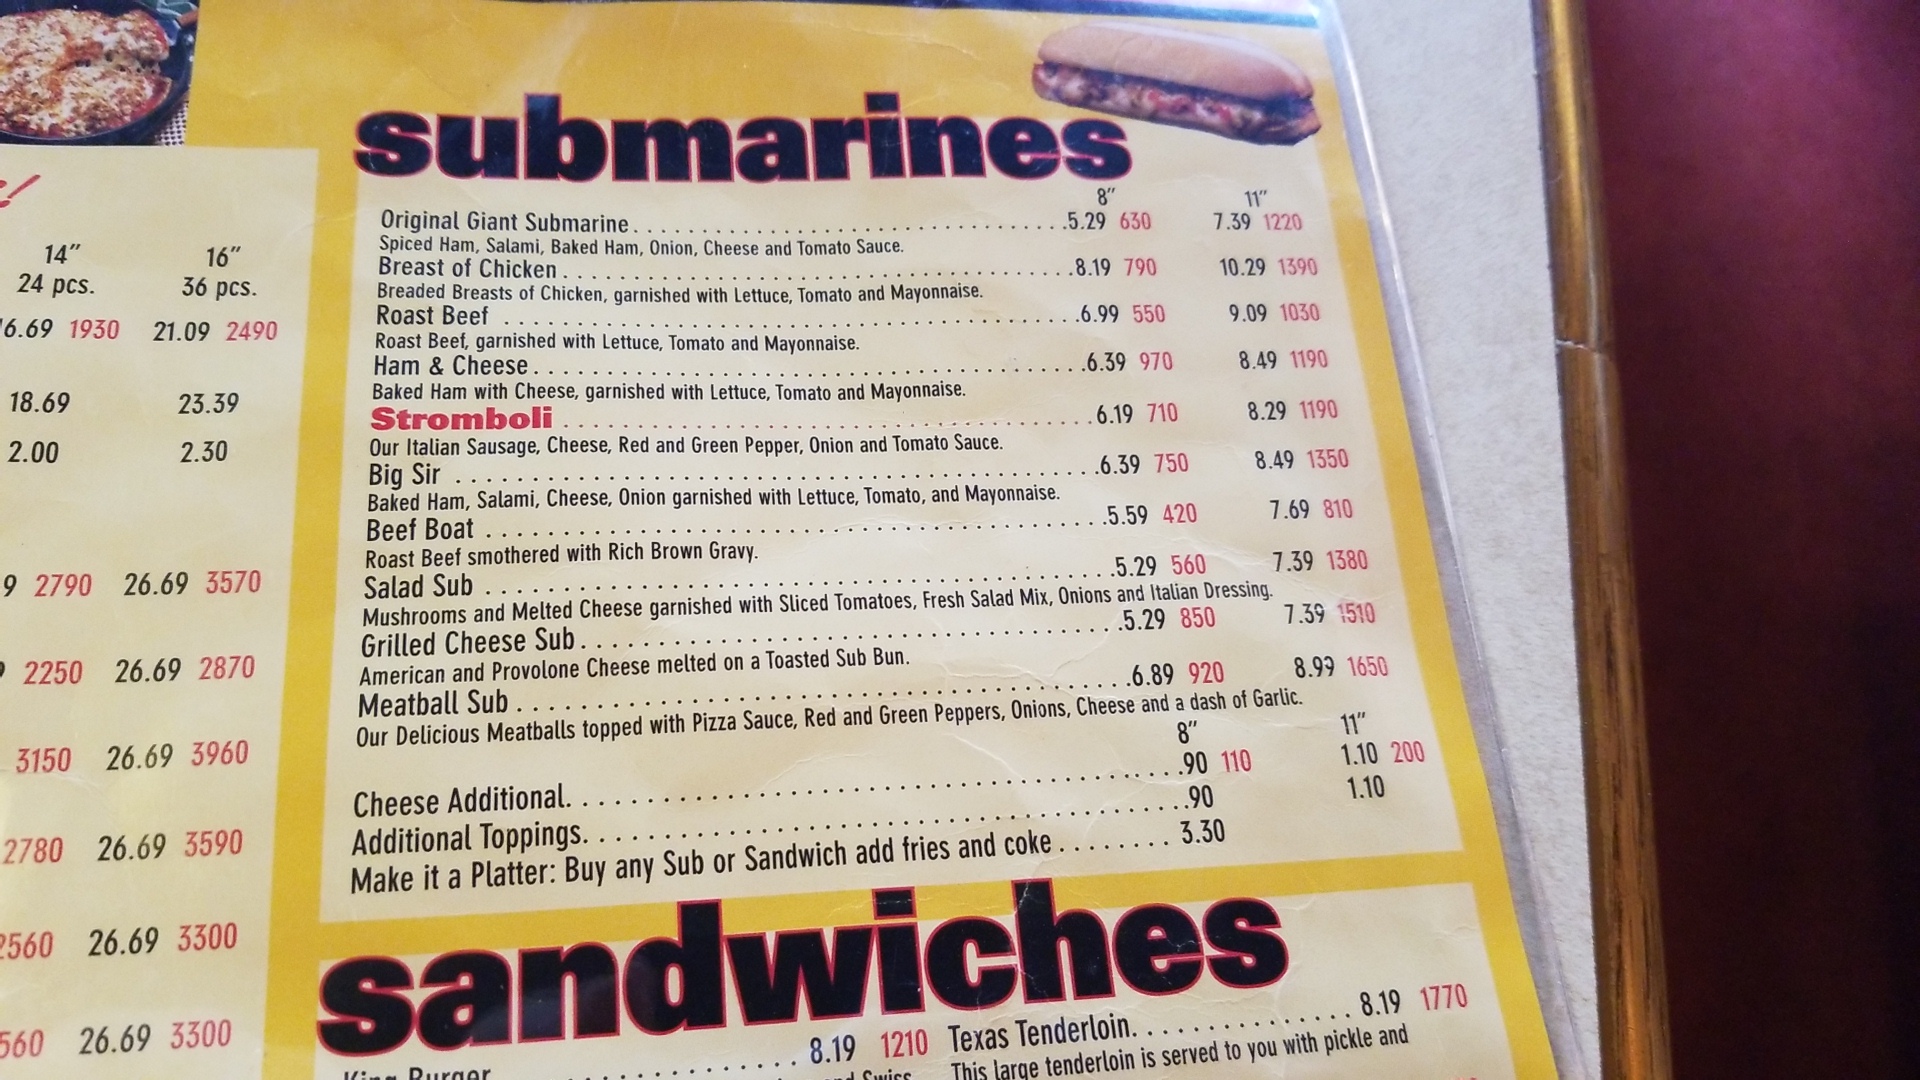 14" 16"
24 pcs. 36 pcs.
6.69 1930 21.09 2490
18.69 23.39
2.00 2.30
9 2790 26.69 3570
2250 26.69 2870
3150 26.69 3960
2780 26.69 3590
2560 26.69 3300
560 26.69 3300
submarines
8" 11"
Original Giant Submarine 5.29 630 7.39 1220
Spiced Ham, Salami, Baked Ham, Onion, Cheese and Tomato Sauce.
Breast of Chicken 8.19 790 10.29 1390
Breaded Breasts of Chicken, garnished with Lettuce, Tomato and Mayonnaise.
Roast Beef 6.99 550 9.09 1030
Roast Beef, garnished with Lettuce, Tomato and Mayonnaise.
Ham & Cheese 6.39 970 8.49 1190
Baked Ham with Cheese, garnished with Lettuce, Tomato and Mayonnaise.
Stromboli 6.19 710 8.29 1190
Our Italian Sausage, Cheese, Red and Green Pepper, Onion and Tomato Sauce.
Big Sir 6.39 750 8.49 1350
Baked Ham, Salami, Cheese, Onion garnished with Lettuce, Tomato, and Mayonnaise.
Beef Boat 5.59 420 7.69 810
Roast Beef smothered with Rich Brown Gravy.
Salad Sub 5.29 560 7.39 1380
Mushrooms and Melted Cheese garnished with Sliced Tomatoes, Fresh Salad Mix, Onions and Italian Dressing.
Grilled Cheese Sub 5.29 850 7.39 1510
American and Provolone Cheese melted on a Toasted Sub Bun.
Meatball Sub 6.89 920 8.99 1650
Our Delicious Meatballs topped with Pizza Sauce, Red and Green Peppers, Onions, Cheese and a dash of Garlic.
8" 11"
Cheese Additional .90 110 1.10 200
Additional Toppings .90 1.10
Make it a Platter: Buy any Sub or Sandwich add fries and coke 3.30
sandwiches
King Burger 8.19 1210
and Swiss
Texas Tenderloin 8.19 1770
This large tenderloin is served to you with pickle and